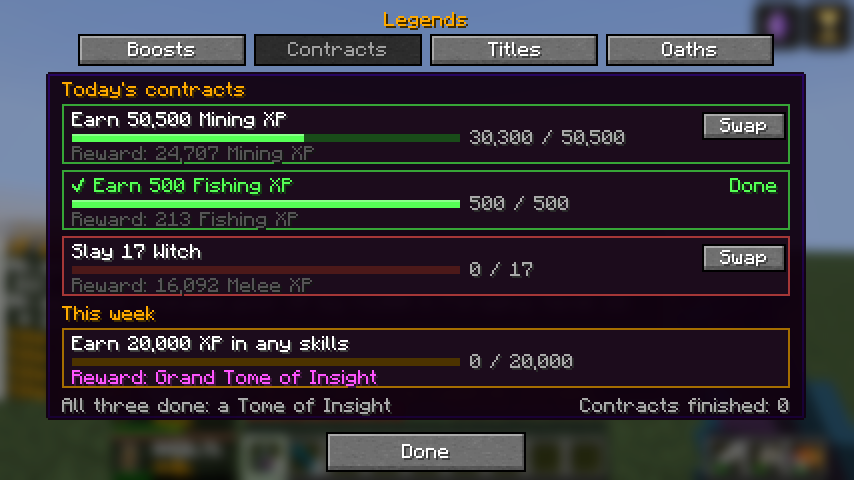 Legends
Boosts
Contracts
Titles
Oaths
Today's contracts
Earn 50,500 Mining XP
Swap
30,300 / 50,500
Reward: 24,707 Mining XP
✓ Earn 500 Fishing XP
Done
500 / 500
Reward: 213 Fishing XP
Slay 17 Witch
Swap
0 / 17
Reward: 16,092 Melee XP
This week
Earn 20,000 XP in any skills
0 / 20,000
Reward: Grand Tome of Insight
All three done: a Tome of Insight
Contracts finished: 0
Done